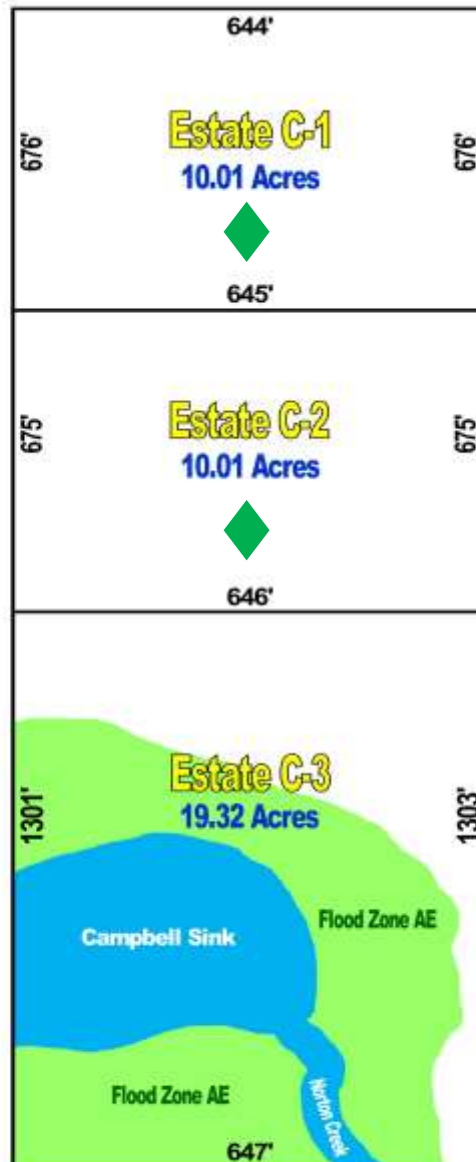 644'
676'
Estate C-1
676'
10.01 Acres
645'
675'
Estate C-2
675'
10.01 Acres
646'
Estate C-3
1301'
19.32 Acres
1303'
Flood Zone AE
Campbell Sink
Flood Zone AE
Norton Creek
647'